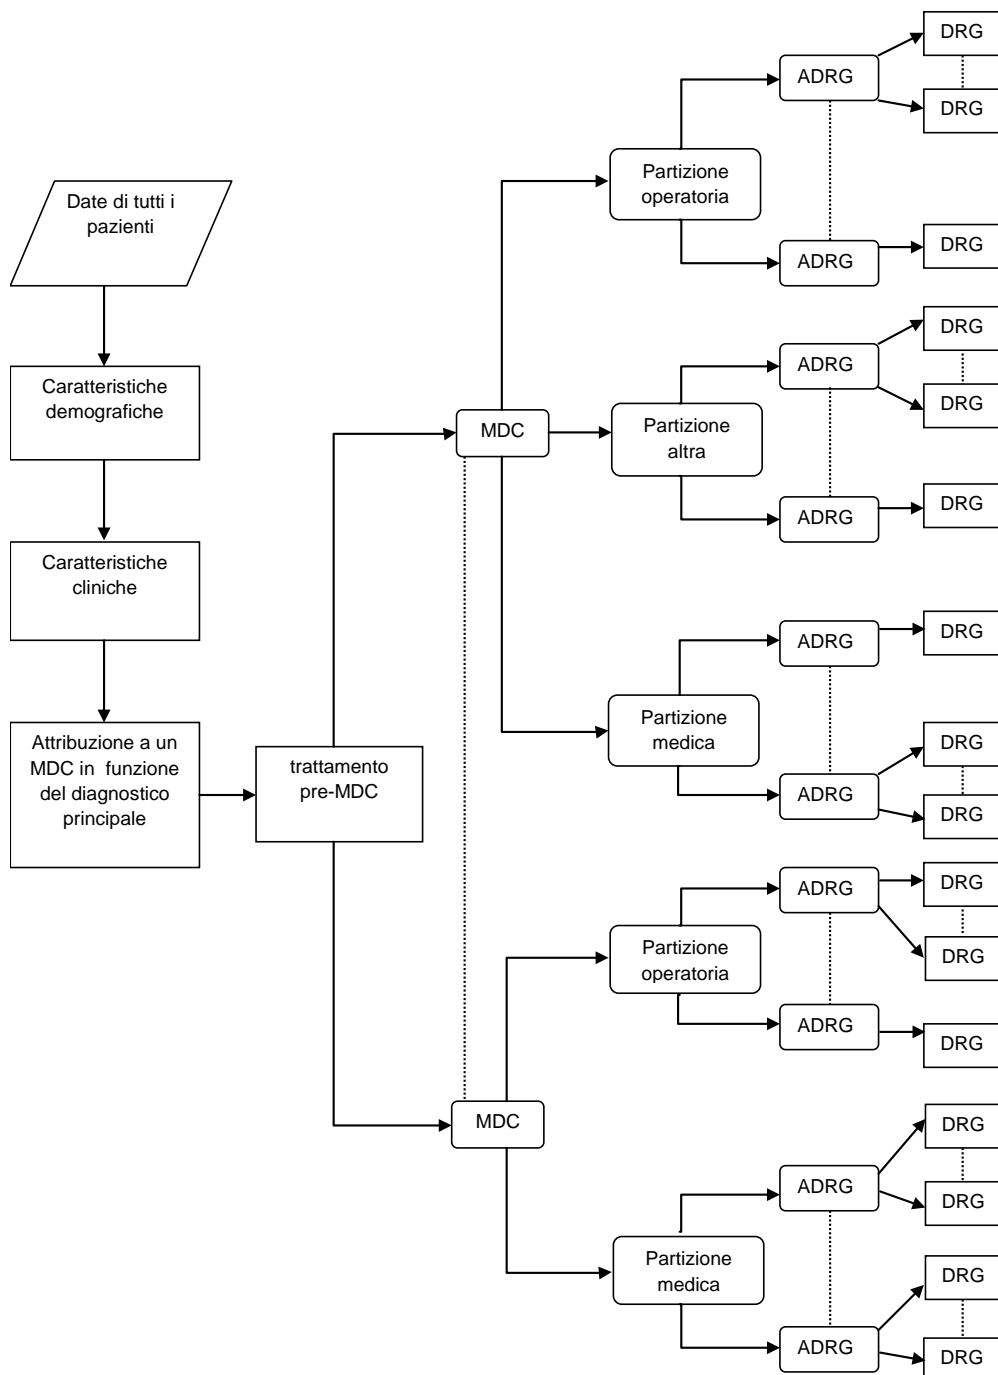 Date di tutti i
pazienti
Caratteristiche
demografiche
Caratteristiche
cliniche
Attribuzione a un
MDC in funzione
del diagnostico
principale
trattamento
pre-MDC
MDC
Partizione
operatoria
ADRG
DRG
DRG
ADRG
DRG
Partizione
altra
ADRG
DRG
DRG
ADRG
DRG
Partizione
medica
ADRG
DRG
ADRG
DRG
DRG
MDC
Partizione
operatoria
ADRG
DRG
DRG
ADRG
DRG
Partizione
medica
ADRG
DRG
DRG
ADRG
DRG
DRG